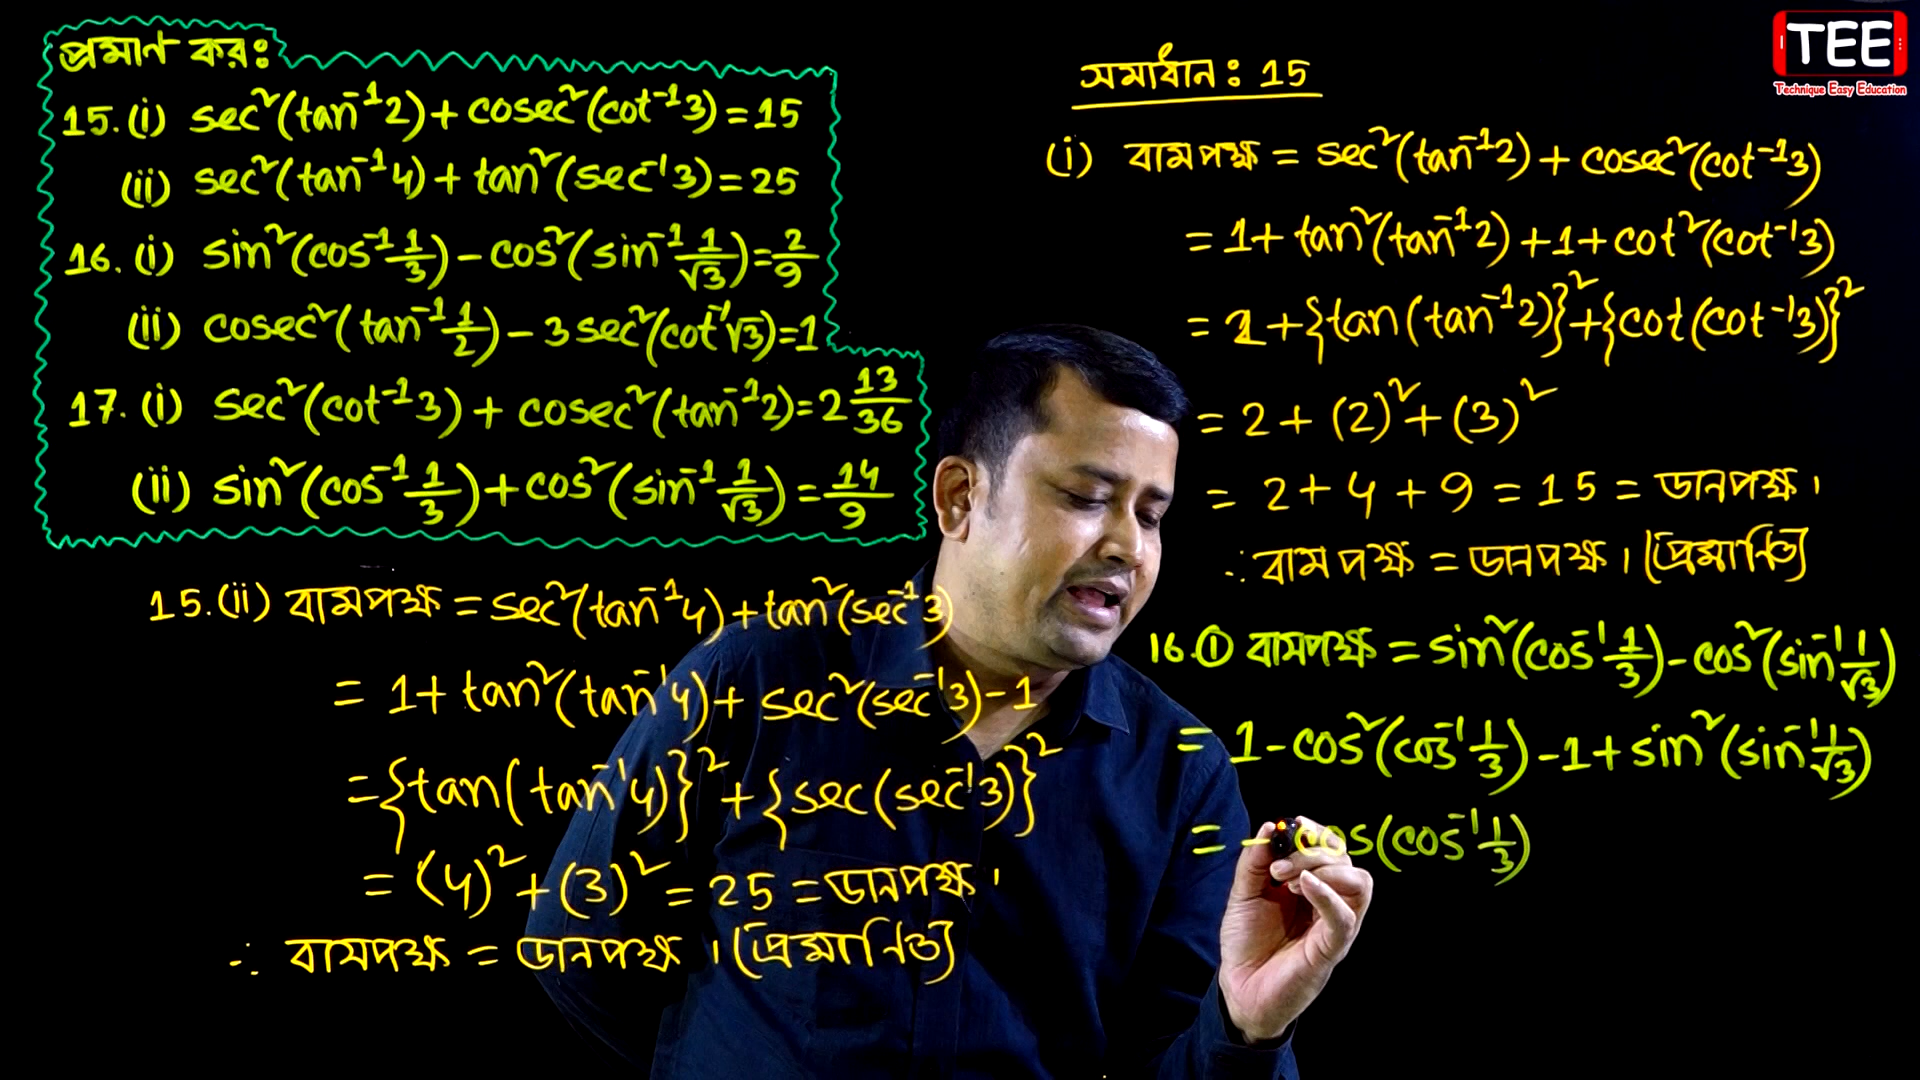 প্রমাণ কর:
15.(i) sec²(tan⁻¹2)+cosec²(cot⁻¹3)=15
(ii) sec²(tan⁻¹4)+tan²(sec⁻¹3)=25
16.(i) sin²(cos⁻¹ 1/3)-cos²(sin⁻¹ 1/√3)=2/9
(ii) cosec²(tan⁻¹ 1/2)-3sec²(cot⁻¹√3)=1
17.(i) sec²(cot⁻¹3)+cosec²(tan⁻¹2)=2 13/36
(ii) sin²(cos⁻¹ 1/3)+cos²(sin⁻¹ 1/√3)=14/9
15.(ii) বামপক্ষ = sec²(tan⁻¹4)+tan²(sec⁻¹3)
= 1+tan²(tan⁻¹4)+sec²(sec⁻¹3)-1
={tan(tan⁻¹4)}²+{sec(sec⁻¹3)}²
= (4)²+(3)² = 25 = ডানপক্ষ।
∴ বামপক্ষ = ডানপক্ষ।(প্রমাণিত)
TEE
Technique Easy Education
সমাধান: 15
(i) বামপক্ষ = sec²(tan⁻¹2)+cosec²(cot⁻¹3)
= 1+tan²(tan⁻¹2)+1+cot²(cot⁻¹3)
= 2+{tan(tan⁻¹2)}²+{cot(cot⁻¹3)}²
= 2+(2)²+(3)²
= 2+4+9 = 15 = ডানপক্ষ।
∴ বামপক্ষ = ডানপক্ষ।(প্রমাণিত)
16.(i) বামপক্ষ = sin²(cos⁻¹ 1/3)-cos²(sin⁻¹ 1/√3)
= 1-cos²(cos⁻¹ 1/3)-1+sin²(sin⁻¹ 1/√3)
= -cos(cos⁻¹ 1/3)